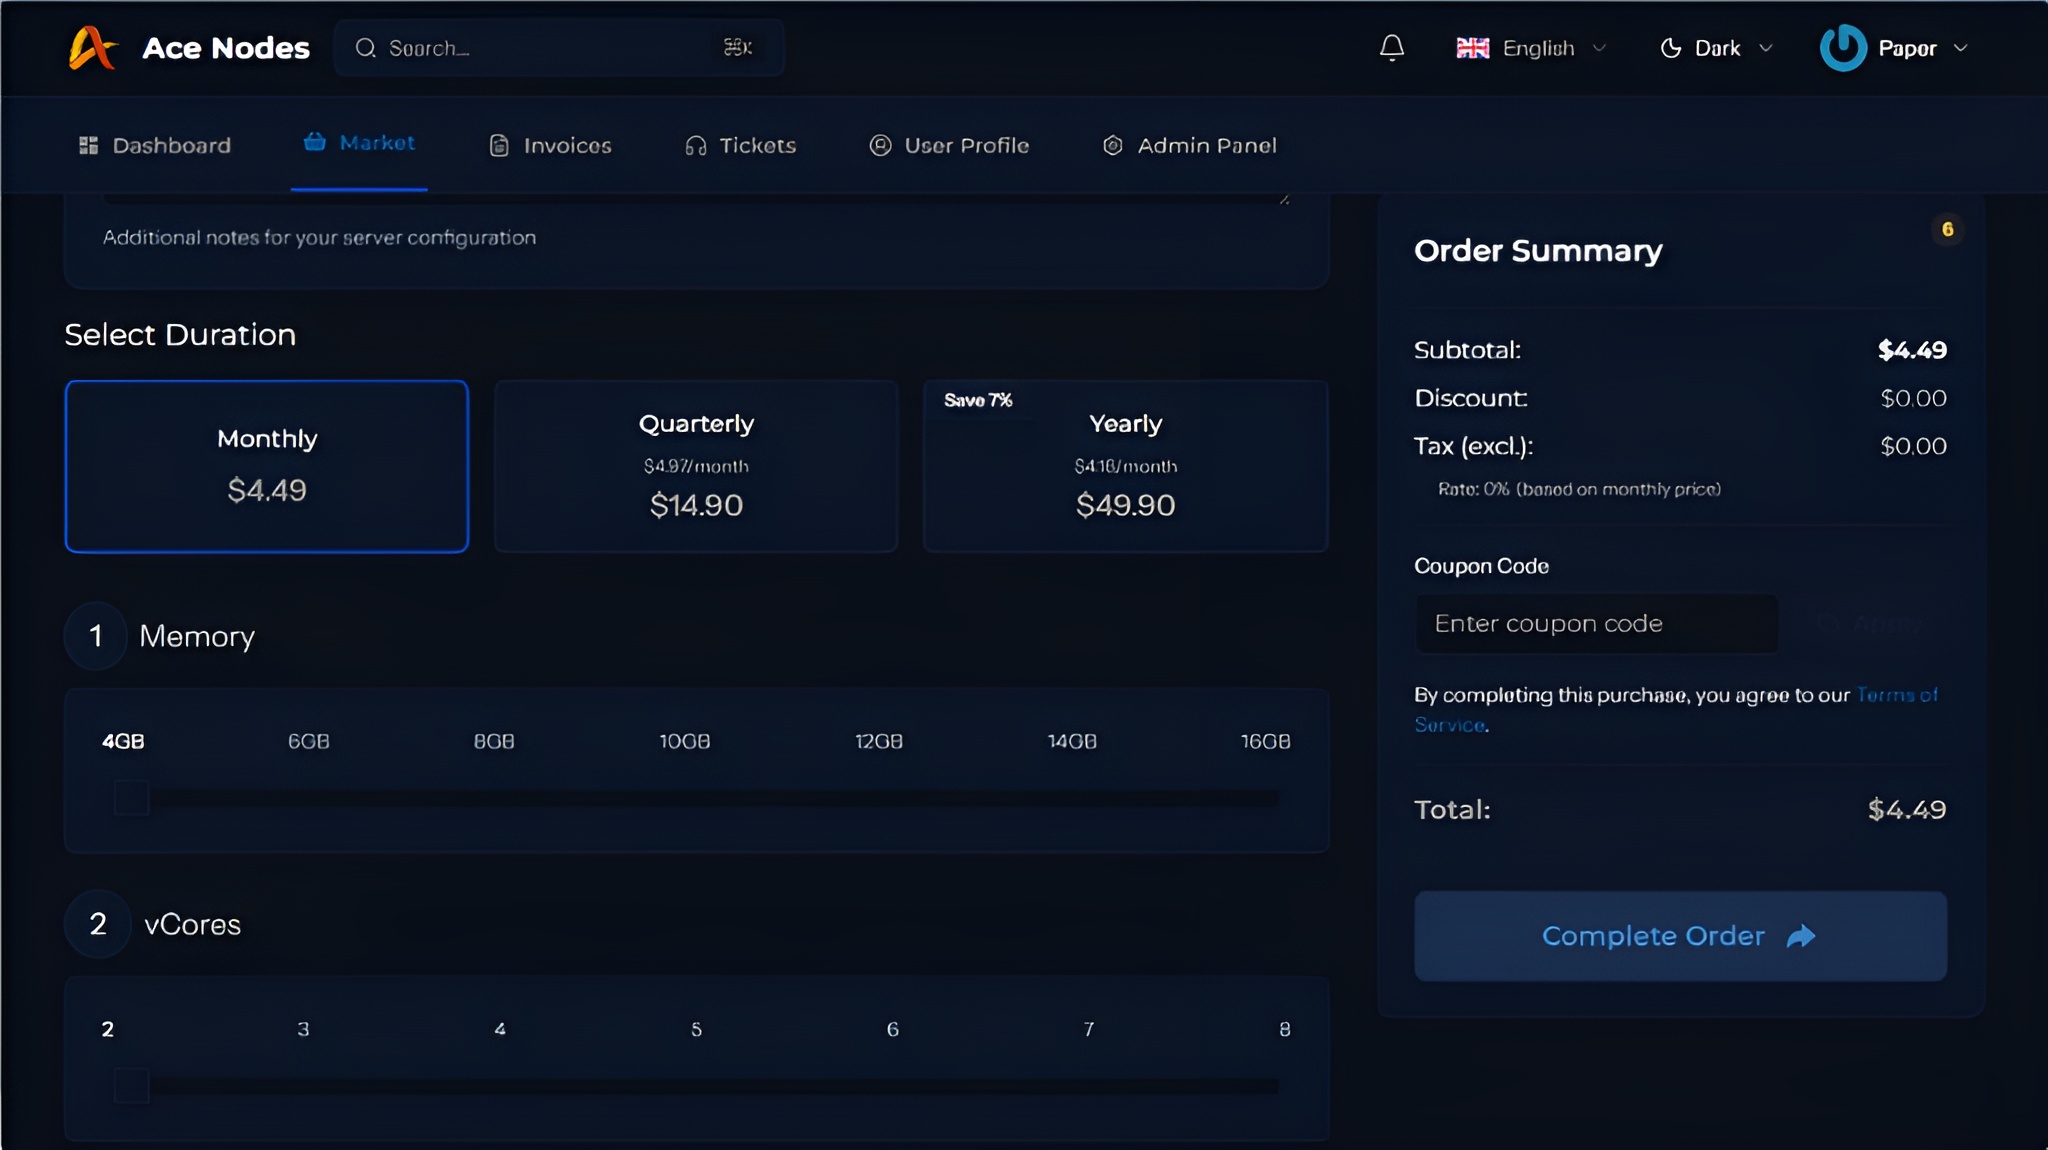 Ace Nodes
Search...
⌘K
English
Dark
Paper
Dashboard
Market
Invoices
Tickets
User Profile
Admin Panel
Additional notes for your server configuration
Select Duration
Monthly
$4.49
Quarterly
$4.97/month
$14.90
Save 7%
Yearly
$4.16/month
$49.90
1 Memory
4GB 6GB 8GB 10GB 12GB 14GB 16GB
2 vCores
2 3 4 5 6 7 8
Order Summary
6
Subtotal: $4.49
Discount: $0.00
Tax (excl.): $0.00
Rate: 0% (based on monthly price)
Coupon Code
Enter coupon code
Apply
By completing this purchase, you agree to our Terms of
Service.
Total: $4.49
Complete Order